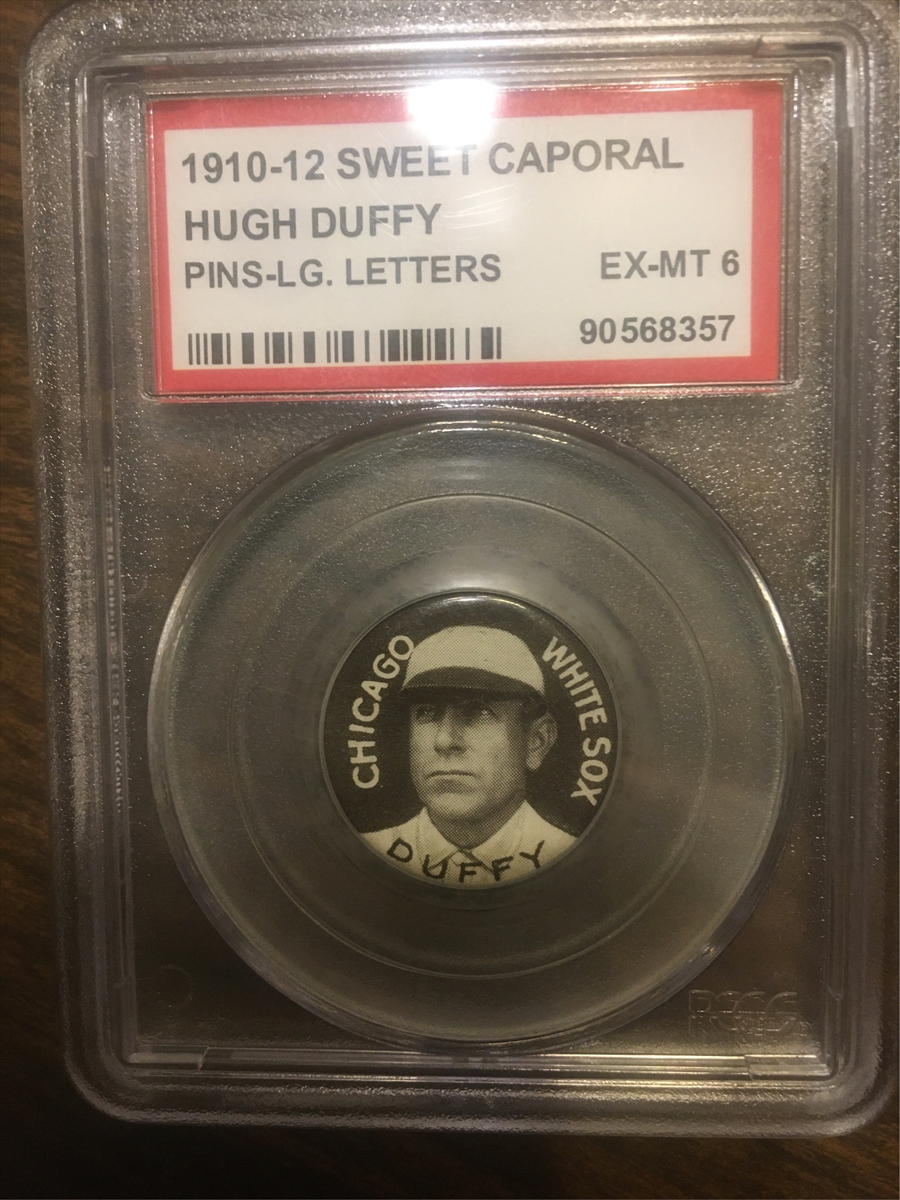 1910-12 SWEET CAPORAL
HUGH DUFFY
PINS-LG. LETTERS EX-MT 6
90568357
CHICAGO WHITE SOX
DUFFY